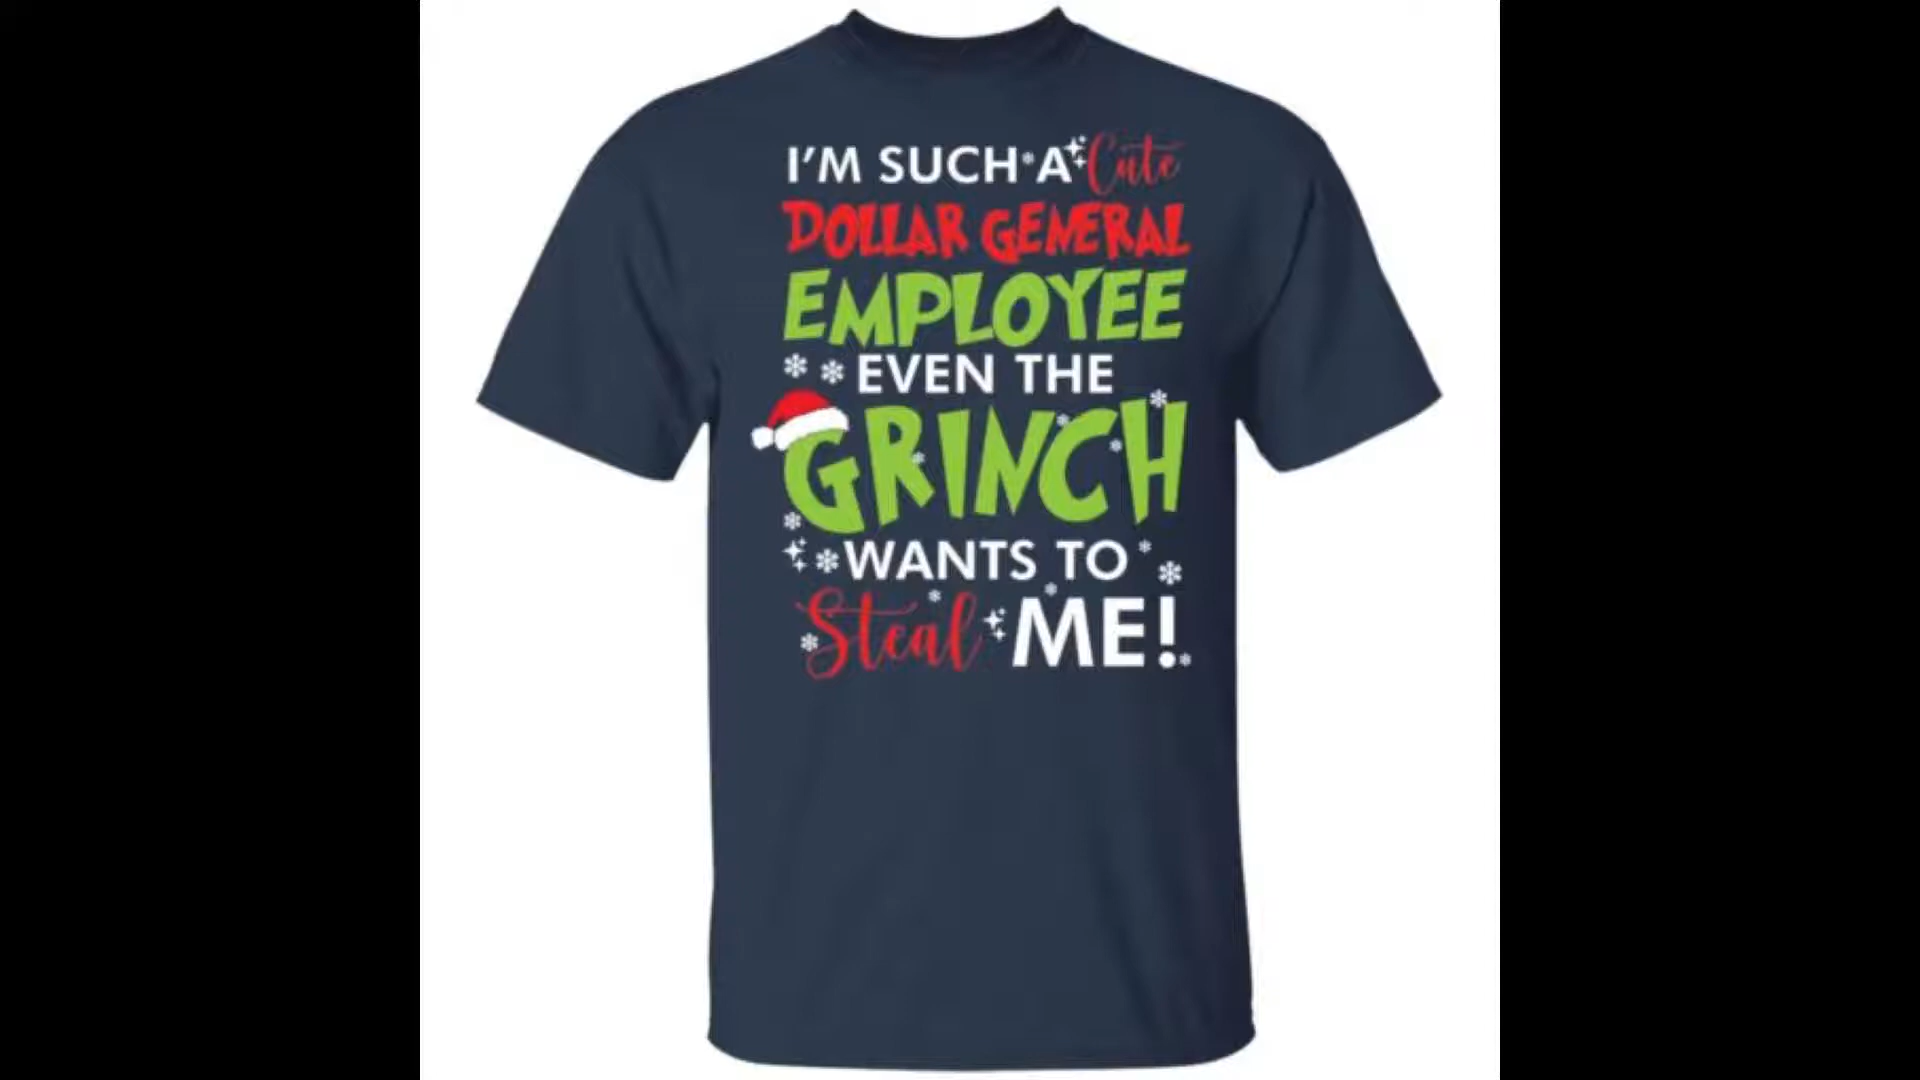 I'M SUCH A Cute
DOLLAR GENERAL
EMPLOYEE
EVEN THE
GRINCH
WANTS TO
Steal ME!